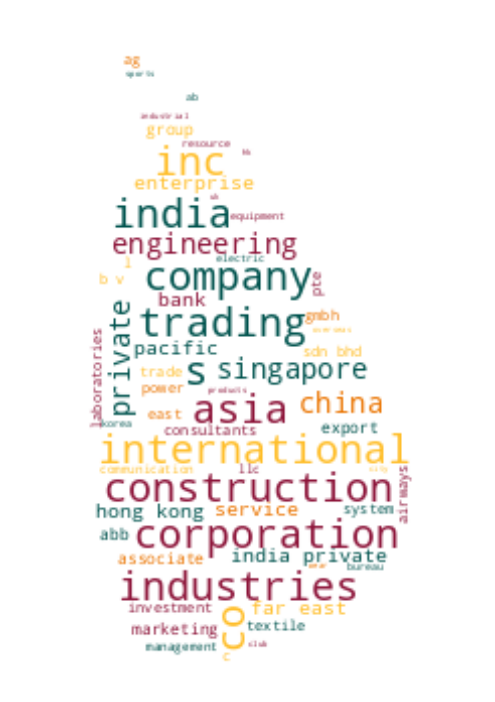 ag
sports
ab
industrial
group
resource
inc
enterprise
india
equipment
engineering
electric
l
b v
company
pte
bank
private
trading
gmbh
overseas
laboratories
pacific
sdn bhd
s
singapore
trade
power
products
asia
china
east
korea
consultants
export
international
communication
llc
construction
airways
hong kong
service
system
abb
corporation
associate
india private
bureau
industries
investment
co
far east
marketing
textile
management
club
c